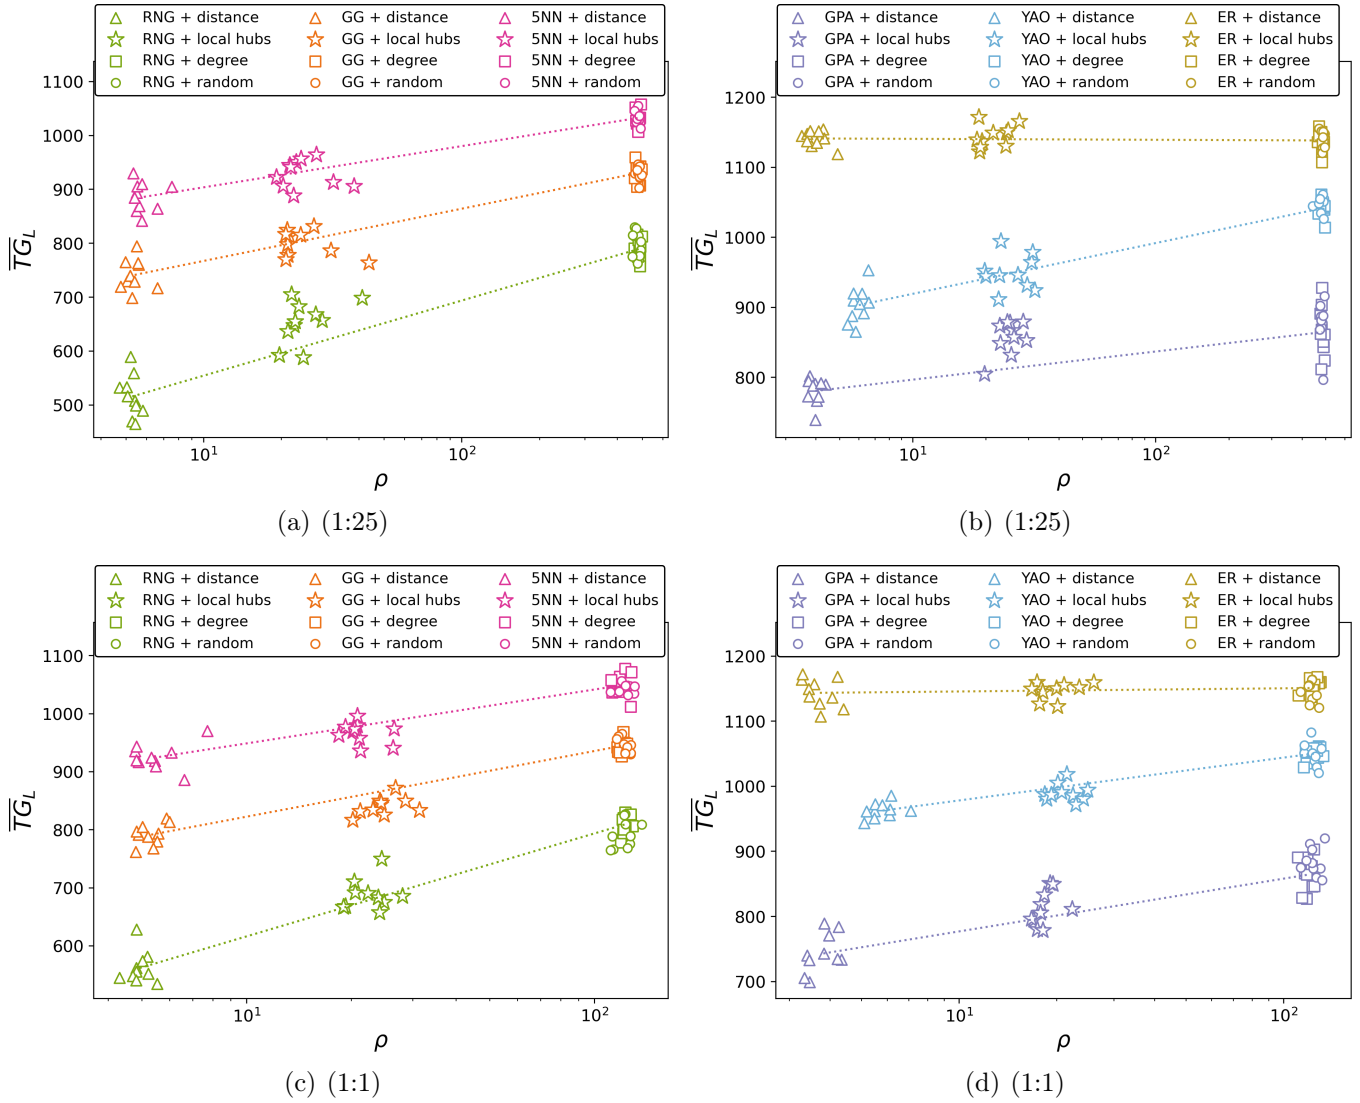 RNG + distance GG + distance 5NN + distance
RNG + local hubs GG + local hubs 5NN + local hubs
RNG + degree GG + degree 5NN + degree
RNG + random GG + random 5NN + random
1100
1000
900
800
700
600
500
TG_L
10^1 10^2
ρ
(a) (1:25)
GPA + distance YAO + distance ER + distance
GPA + local hubs YAO + local hubs ER + local hubs
GPA + degree YAO + degree ER + degree
GPA + random YAO + random ER + random
1200
1100
1000
900
800
TG_L
10^1 10^2
ρ
(b) (1:25)
RNG + distance GG + distance 5NN + distance
RNG + local hubs GG + local hubs 5NN + local hubs
RNG + degree GG + degree 5NN + degree
RNG + random GG + random 5NN + random
1100
1000
900
800
700
600
TG_L
10^1 10^2
ρ
(c) (1:1)
GPA + distance YAO + distance ER + distance
GPA + local hubs YAO + local hubs ER + local hubs
GPA + degree YAO + degree ER + degree
GPA + random YAO + random ER + random
1200
1100
1000
900
800
700
TG_L
10^1 10^2
ρ
(d) (1:1)